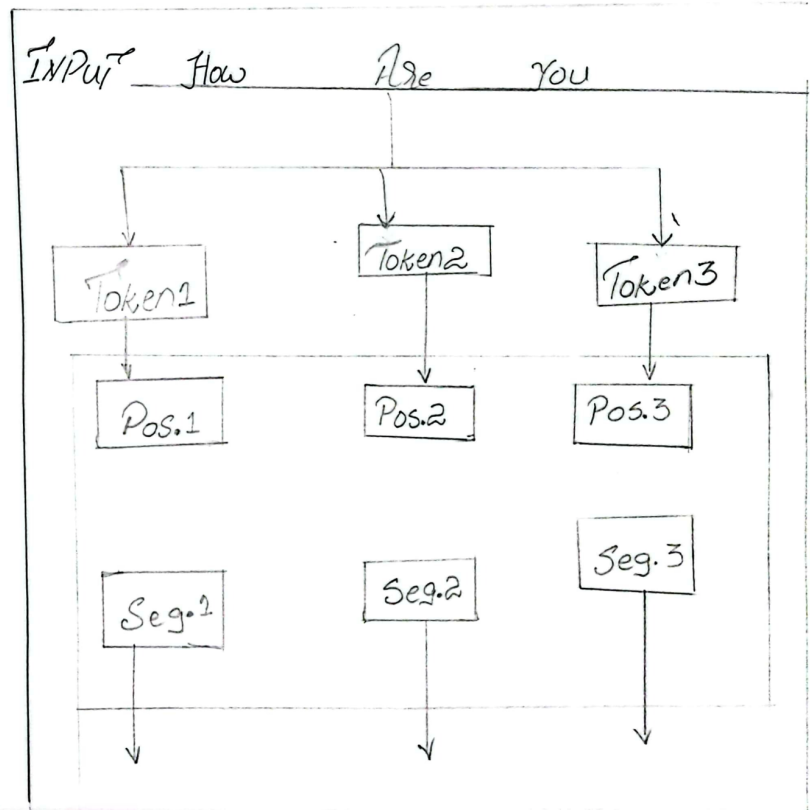 INPUT How Are You
Token1 Token2 Token3
Pos.1 Pos.2 Pos.3
Seg.1 Seg.2 Seg.3